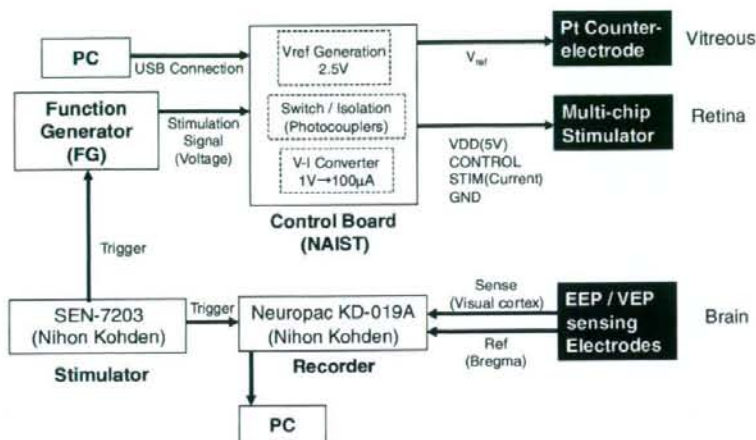 PC
USB Connection
Function
Generator
(FG)
Stimulation
Signal
(Voltage)
Vref Generation
2.5V
Switch / Isolation
(Photocouplers)
V-I Converter
1V→100μA
Control Board
(NAIST)
Vref
Pt Counter-
electrode
Vitreous
Multi-chip
Stimulator
Retina
VDD(5V)
CONTROL
STIM(Current)
GND
Trigger
SEN-7203
(Nihon Kohden)
Stimulator
Trigger
Neuropac KD-019A
(Nihon Kohden)
Recorder
PC
Sense
(Visual cortex)
Ref
(Bregma)
EEP / VEP
sensing
Electrodes
Brain